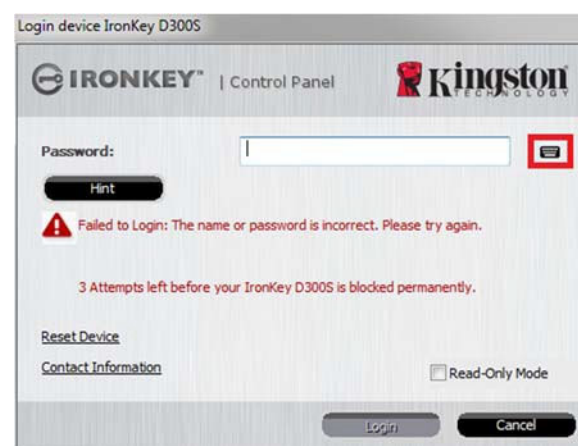 Login device IronKey D300S
IRONKEY™ | Control Panel
Kingston
TECHNOLOGY
Password:
Hint
Failed to Login: The name or password is incorrect. Please try again.
3 Attempts left before your IronKey D300S is blocked permanently.
Reset Device
Contact Information
Read-Only Mode
Login
Cancel